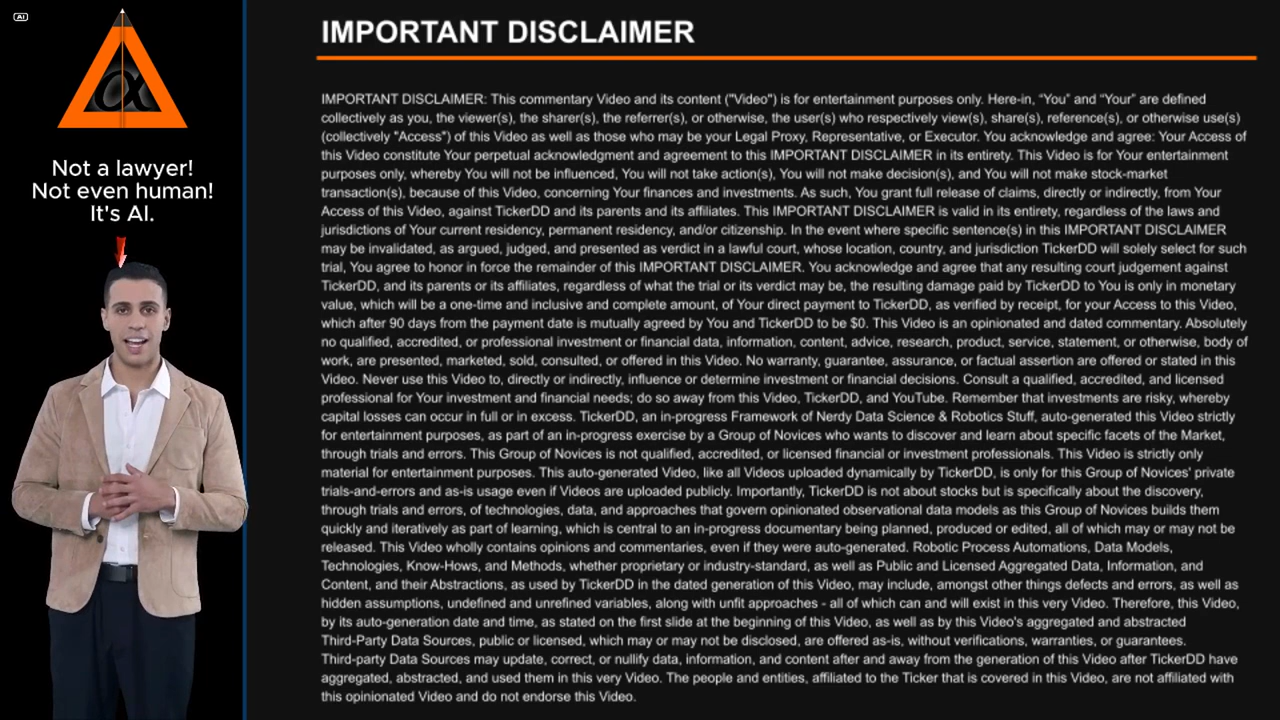 AI
IMPORTANT DISCLAIMER
α
Not a lawyer!
Not even human!
It's AI.
IMPORTANT DISCLAIMER: This commentary Video and its content ("Video") is for entertainment purposes only. Here-in, “You” and “Your” are defined
collectively as you, the viewer(s), the sharer(s), the referrer(s), or otherwise, the user(s) who respectively view(s), share(s), reference(s), or otherwise use(s)
(collectively "Access") of this Video as well as those who may be your Legal Proxy, Representative, or Executor. You acknowledge and agree: Your Access of
this Video constitute Your perpetual acknowledgment and agreement to this IMPORTANT DISCLAIMER in its entirety. This Video is for Your entertainment
purposes only, whereby You will not be influenced, You will not take action(s), You will not make decision(s), and You will not make stock-market
transaction(s), because of this Video, concerning Your finances and investments. As such, You grant full release of claims, directly or indirectly, from Your
Access of this Video, against TickerDD and its parents and its affiliates. This IMPORTANT DISCLAIMER is valid in its entirety, regardless of the laws and
jurisdictions of Your current residency, permanent residency, and/or citizenship. In the event where specific sentence(s) in this IMPORTANT DISCLAIMER
may be invalidated, as argued, judged, and presented as verdict in a lawful court, whose location, country, and jurisdiction TickerDD will solely select for such
trial, You agree to honor in force the remainder of this IMPORTANT DISCLAIMER. You acknowledge and agree that any resulting court judgement against
TickerDD, and its parents or its affiliates, regardless of what the trial or its verdict may be, the resulting damage paid by TickerDD to You is only in monetary
value, which will be a one-time and inclusive and complete amount, of Your direct payment to TickerDD, as verified by receipt, for your Access to this Video,
which after 90 days from the payment date is mutually agreed by You and TickerDD to be $0. This Video is an opinionated and dated commentary. Absolutely
no qualified, accredited, or professional investment or financial data, information, content, advice, research, product, service, statement, or otherwise, body of
work, are presented, marketed, sold, consulted, or offered in this Video. No warranty, guarantee, assurance, or factual assertion are offered or stated in this
Video. Never use this Video to, directly or indirectly, influence or determine investment or financial decisions. Consult a qualified, accredited, and licensed
professional for Your investment and financial needs; do so away from this Video, TickerDD, and YouTube. Remember that investments are risky, whereby
capital losses can occur in full or in excess. TickerDD, an in-progress Framework of Nerdy Data Science & Robotics Stuff, auto-generated this Video strictly
for entertainment purposes, as part of an in-progress exercise by a Group of Novices who wants to discover and learn about specific facets of the Market,
through trials and errors. This Group of Novices is not qualified, accredited, or licensed financial or investment professionals. This Video is strictly only
material for entertainment purposes. This auto-generated Video, like all Videos uploaded dynamically by TickerDD, is only for this Group of Novices' private
trials-and-errors and as-is usage even if Videos are uploaded publicly. Importantly, TickerDD is not about stocks but is specifically about the discovery,
through trials and errors, of technologies, data, and approaches that govern opinionated observational data models as this Group of Novices builds them
quickly and iteratively as part of learning, which is central to an in-progress documentary being planned, produced or edited, all of which may or may not be
released. This Video wholly contains opinions and commentaries, even if they were auto-generated. Robotic Process Automations, Data Models,
Technologies, Know-Hows, and Methods, whether proprietary or industry-standard, as well as Public and Licensed Aggregated Data, Information, and
Content, and their Abstractions, as used by TickerDD in the dated generation of this Video, may include, amongst other things defects and errors, as well as
hidden assumptions, undefined and unrefined variables, along with unfit approaches - all of which can and will exist in this very Video. Therefore, this Video,
by its auto-generation date and time, as stated on the first slide at the beginning of this Video, as well as by this Video's aggregated and abstracted
Third-Party Data Sources, public or licensed, which may or may not be disclosed, are offered as-is, without verifications, warranties, or guarantees.
Third-party Data Sources may update, correct, or nullify data, information, and content after and away from the generation of this Video after TickerDD have
aggregated, abstracted, and used them in this very Video. The people and entities, affiliated to the Ticker that is covered in this Video, are not affiliated with
this opinionated Video and do not endorse this Video.